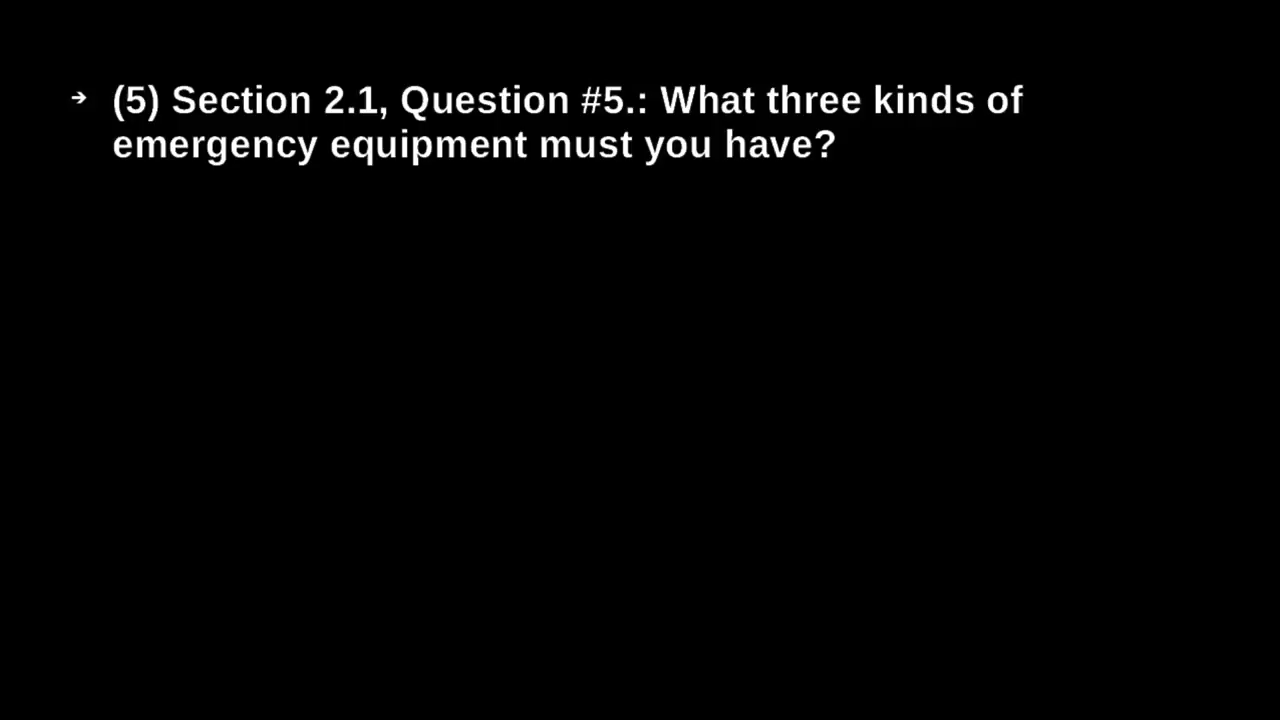 ➔ (5) Section 2.1, Question #5.: What three kinds of
emergency equipment must you have?